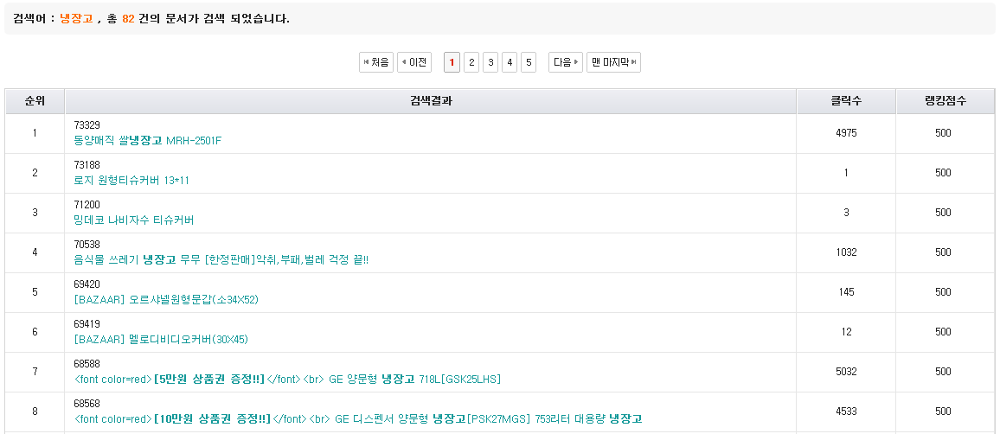 검색어 : 냉장고 , 총 82 건의 문서가 검색 되었습니다.
처음 이전 1 2 3 4 5 다음 맨 마지막
순위 검색결과 클릭수 랭킹점수
73329
1 동양매직 쌀냉장고 MRH-2501F 4975 500
73188
2 로지 원형티슈커버 13*11 1 500
71200
3 밍데코 나비자수 티슈커버 3 500
70538
4 음식물 쓰레기 냉장고 무무 [한정판매]악취,부패,벌레 걱정 끝!! 1032 500
69420
5 [BAZAAR] 오르샤넬원형문갑(소34X52) 145 500
69419
6 [BAZAAR] 멜로디비디오커버(30X45) 12 500
68588
7 <font color=red>[5만원 상품권 증정!!]</font><br> GE 양문형 냉장고 718L[GSK25LHS] 5032 500
68568
8 <font color=red>[10만원 상품권 증정!!]</font><br> GE 디스펜서 양문형 냉장고[PSK27MGS] 753리터 대용량 냉장고 4533 500